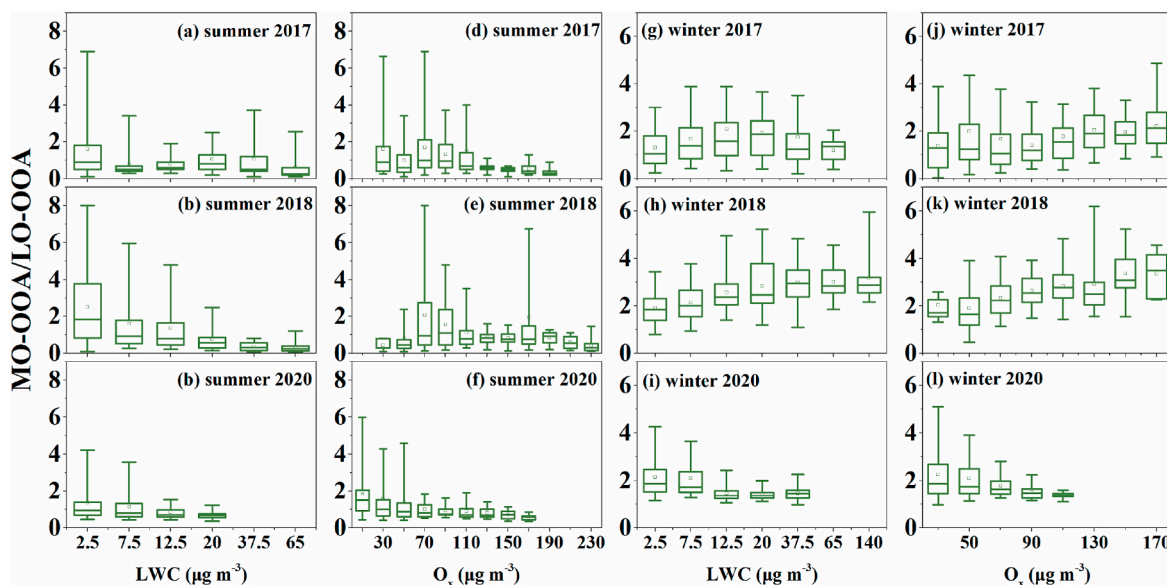 MO-OOA/LO-OOA
(a) summer 2017
(d) summer 2017
(g) winter 2017
(j) winter 2017
8
6
4
2
0
8
6
4
2
0
6
4
2
0
6
4
2
0
(b) summer 2018
(e) summer 2018
(h) winter 2018
(k) winter 2018
8
6
4
2
0
8
6
4
2
0
6
4
2
0
6
4
2
0
(b) summer 2020
(f) summer 2020
(i) winter 2020
(l) winter 2020
8
6
4
2
0
8
6
4
2
0
6
4
2
0
6
4
2
0
2.5 7.5 12.5 20 37.5 65
30 70 110 150 190 230
2.5 7.5 12.5 20 37.5 65 140
50 90 130 170
LWC (μg m⁻³)
Oₓ (μg m⁻³)
LWC (μg m⁻³)
Oₓ (μg m⁻³)